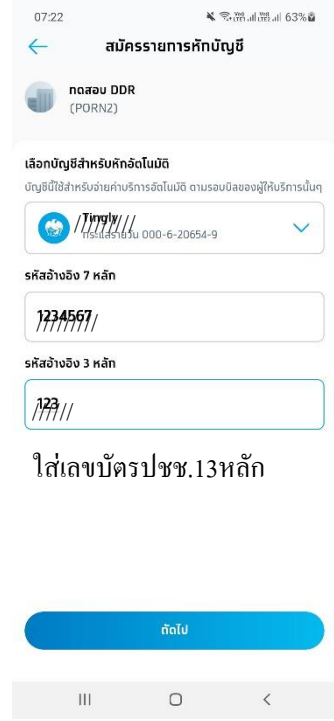 07:22
63%
สมัครรายการหักบัญชี
ทดสอบ DDR
(PORN2)
เลือกบัญชีสำหรับหักอัตโนมัติ
บัญชีนี้ใช้สำหรับจ่ายค่าบริการอัตโนมัติ ตามรอบบิลของผู้ให้บริการนั้นๆ
Tingly
กระแสรายวัน 000-6-20654-9
รหัสอ้างอิง 7 หลัก
1234567
รหัสอ้างอิง 3 หลัก
123
ใส่เลขบัตรปชช.13หลัก
ถัดไป